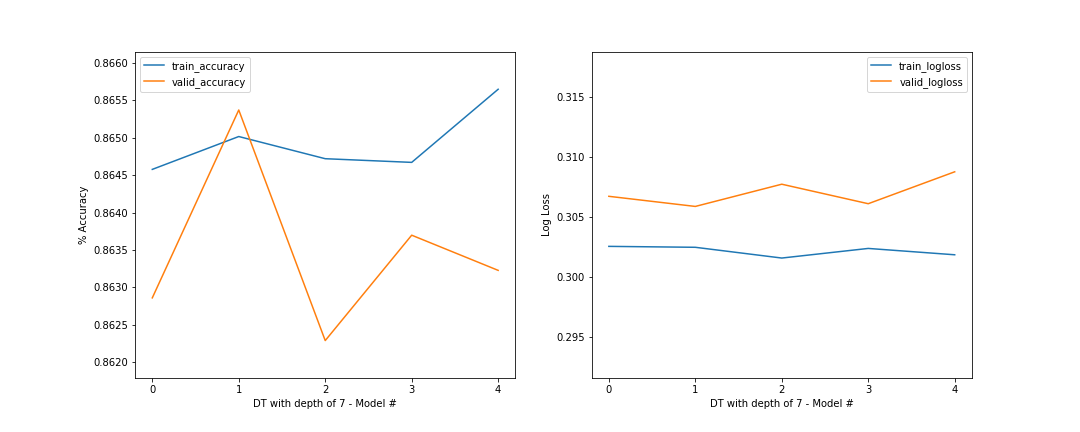 train_accuracy
valid_accuracy
0.8660
0.8655
0.8650
0.8645
0.8640
0.8635
0.8630
0.8625
0.8620
% Accuracy
0 1 2 3 4
DT with depth of 7 - Model #
train_logloss
valid_logloss
0.315
0.310
0.305
0.300
0.295
Log Loss
0 1 2 3 4
DT with depth of 7 - Model #